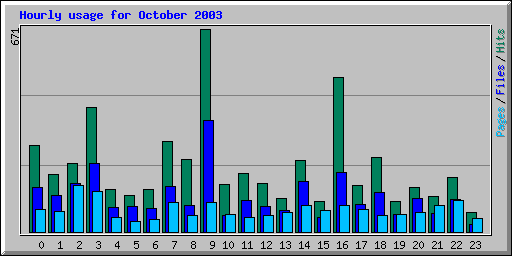 Hourly usage for October 2003
671
Pages / Files / Hits
0 1 2 3 4 5 6 7 8 9 10 11 12 13 14 15 16 17 18 19 20 21 22 23